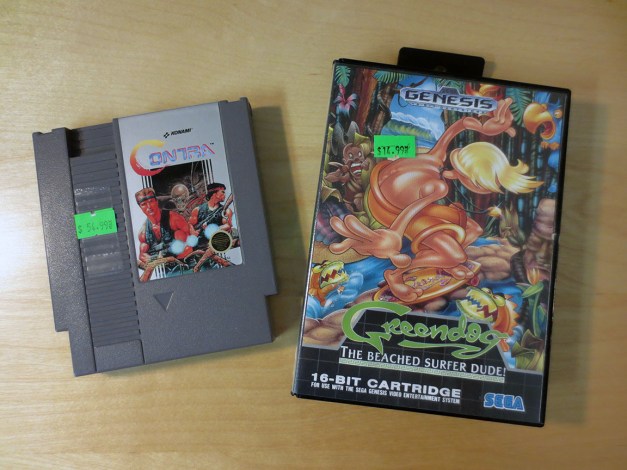 KONAMI
CONTRA
$ 54.99
GENESIS
$14.99
Greendog
THE BEACHED SURFER DUDE!
16-BIT CARTRIDGE
FOR USE WITH THE SEGA GENESIS VIDEO ENTERTAINMENT SYSTEM
SEGA